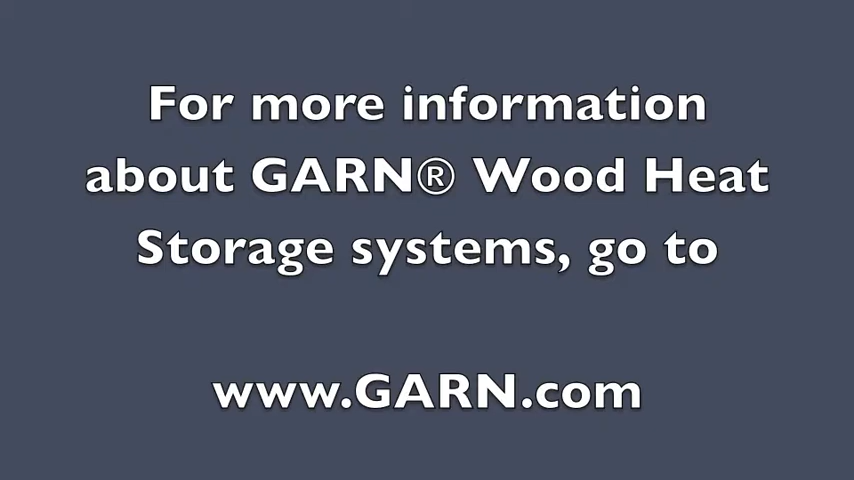 For more information
about GARN® Wood Heat
Storage systems, go to
www.GARN.com